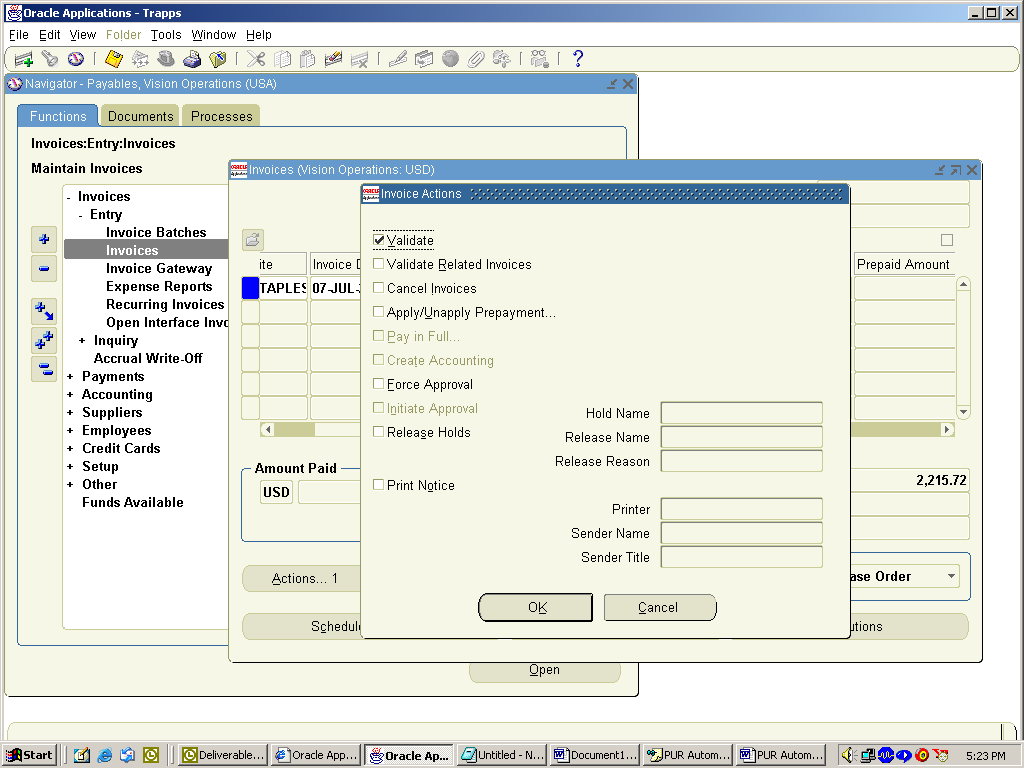 Oracle Applications - Trapps
File Edit View Folder Tools Window Help
Navigator - Payables, Vision Operations (USA)
Functions Documents Processes
Invoices:Entry:Invoices
Maintain Invoices
- Invoices
- Entry
Invoice Batches
Invoices
Invoice Gateway
Expense Reports
Recurring Invoices
Open Interface Invo
+ Inquiry
Accrual Write-Off
+ Payments
+ Accounting
+ Suppliers
+ Employees
+ Credit Cards
+ Setup
+ Other
Funds Available
Open
Invoices (Vision Operations: USD)
ite Invoice D Prepaid Amount
TAPLES 07-JUL-
Amount Paid
USD
2,215.72
Actions... 1
ase Order
Schedule
utions
Invoice Actions
Validate
Validate Related Invoices
Cancel Invoices
Apply/Unapply Prepayment...
Pay in Full...
Create Accounting
Force Approval
Initiate Approval
Release Holds
Hold Name
Release Name
Release Reason
Print Notice
Printer
Sender Name
Sender Title
OK Cancel
Start Deliverable... Oracle App... Oracle Ap... Untitled - N... Document1... PUR Autom... PUR Autom... 5:23 PM